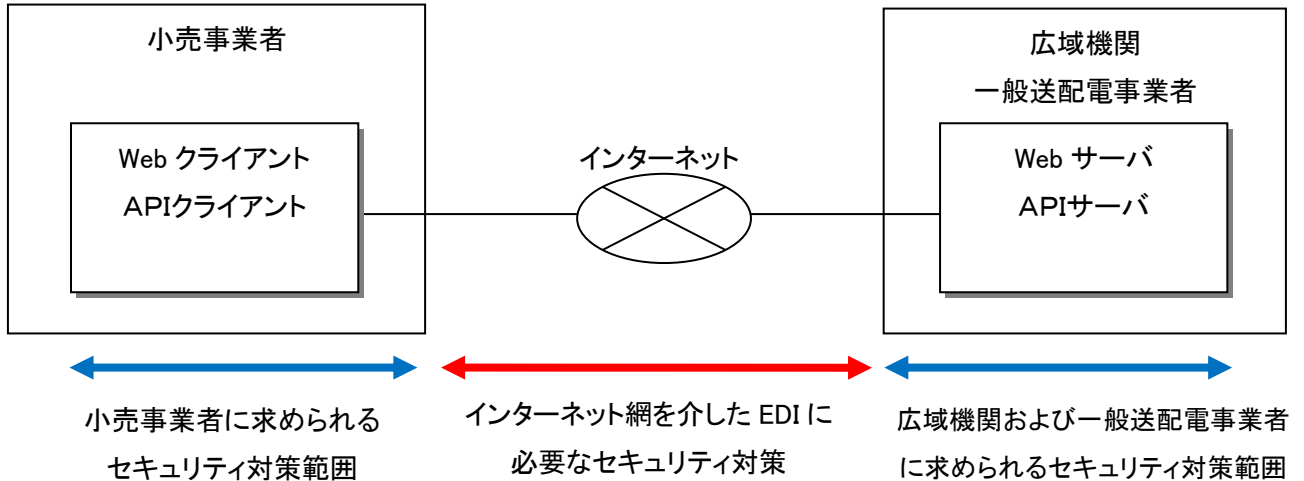 小売事業者
Web クライアント
APIクライアント
インターネット
広域機関
一般送配電事業者
Web サーバ
APIサーバ
小売事業者に求められる
セキュリティ対策範囲
インターネット網を介した EDI に
必要なセキュリティ対策
広域機関および一般送配電事業者
に求められるセキュリティ対策範囲